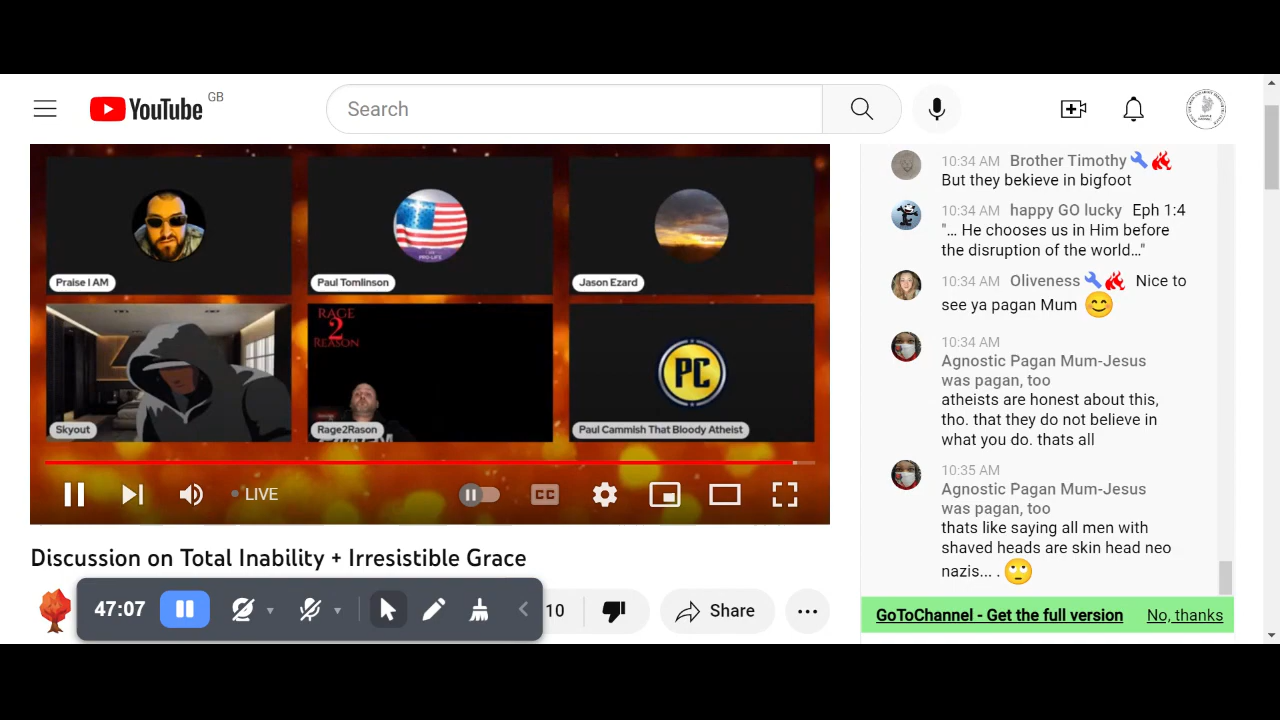 YouTube GB
Search
Praise I AM
PRO-LIFE
Paul Tomlinson
Jason Ezard
Skyout
RAGE
2
REASON
Rage2Rason
PC
Paul Cammish That Bloody Atheist
LIVE
CC
Discussion on Total Inability + Irresistible Grace
47:07
10
Share
10:34 AM Brother Timothy
But they bekieve in bigfoot
10:34 AM happy GO lucky Eph 1:4
"… He chooses us in Him before
the disruption of the world…"
10:34 AM Oliveness Nice to
see ya pagan Mum 😊
10:34 AM
Agnostic Pagan Mum-Jesus
was pagan, too
atheists are honest about this,
tho. that they do not believe in
what you do. thats all
10:35 AM
Agnostic Pagan Mum-Jesus
was pagan, too
thats like saying all men with
shaved heads are skin head neo
nazis... . 🙄
GoToChannel - Get the full version No, thanks